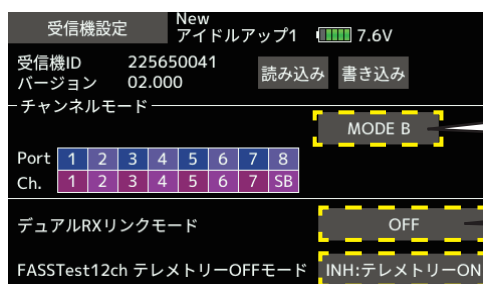 受信機設定
New
アイドルアップ1 7.6V
受信機ID 225650041
バージョン 02.000
読み込み 書き込み
チャンネルモード
MODE B
Port 1 2 3 4 5 6 7 8
Ch. 1 2 3 4 5 6 7 SB
デュアルRXリンクモード OFF
FASSTest12ch テレメトリーOFFモード INH:テレメトリーON